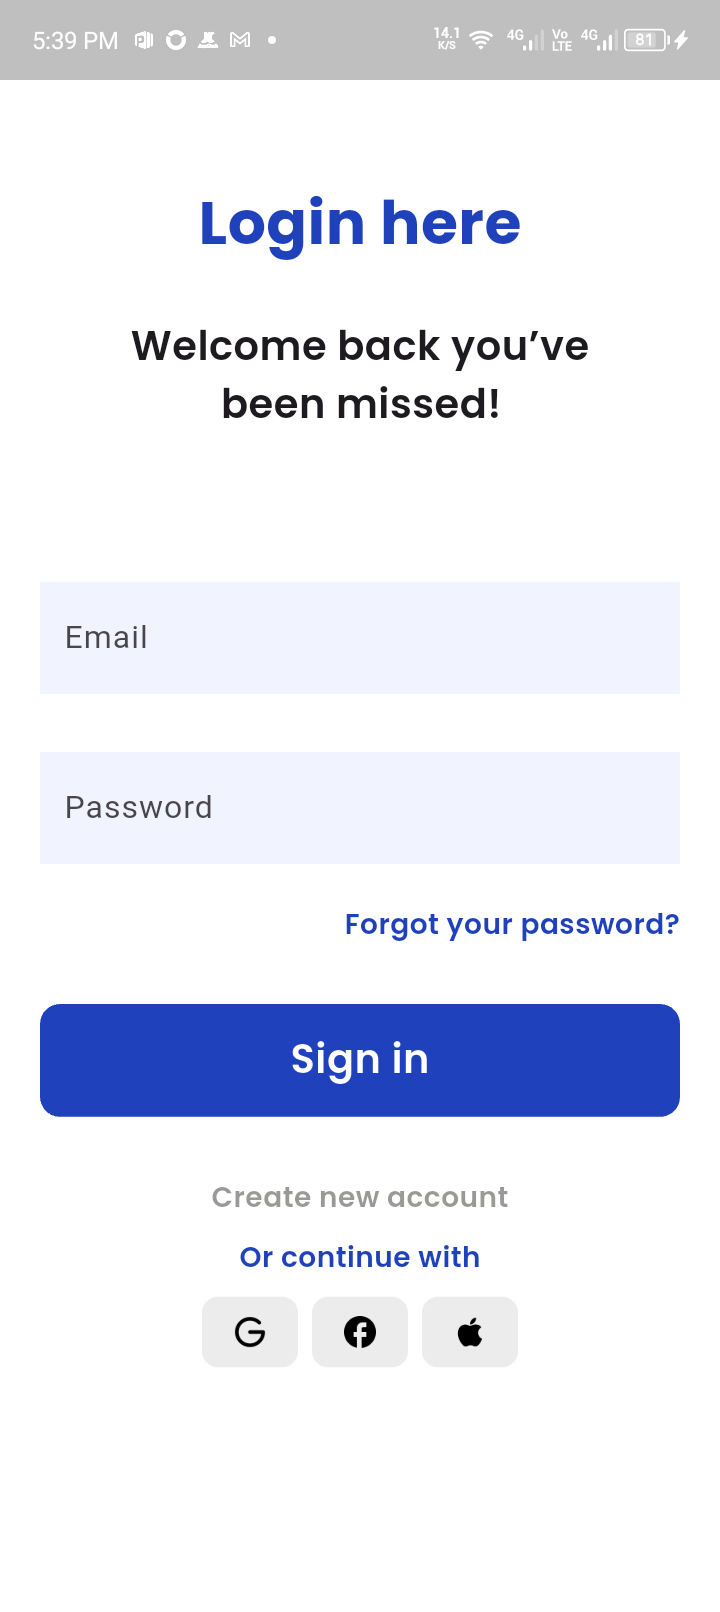 5:39 PM 14.1 K/S 4G Vo LTE 4G 81
Login here
Welcome back you’ve
been missed!
Email
Password
Forgot your password?
Sign in
Create new account
Or continue with